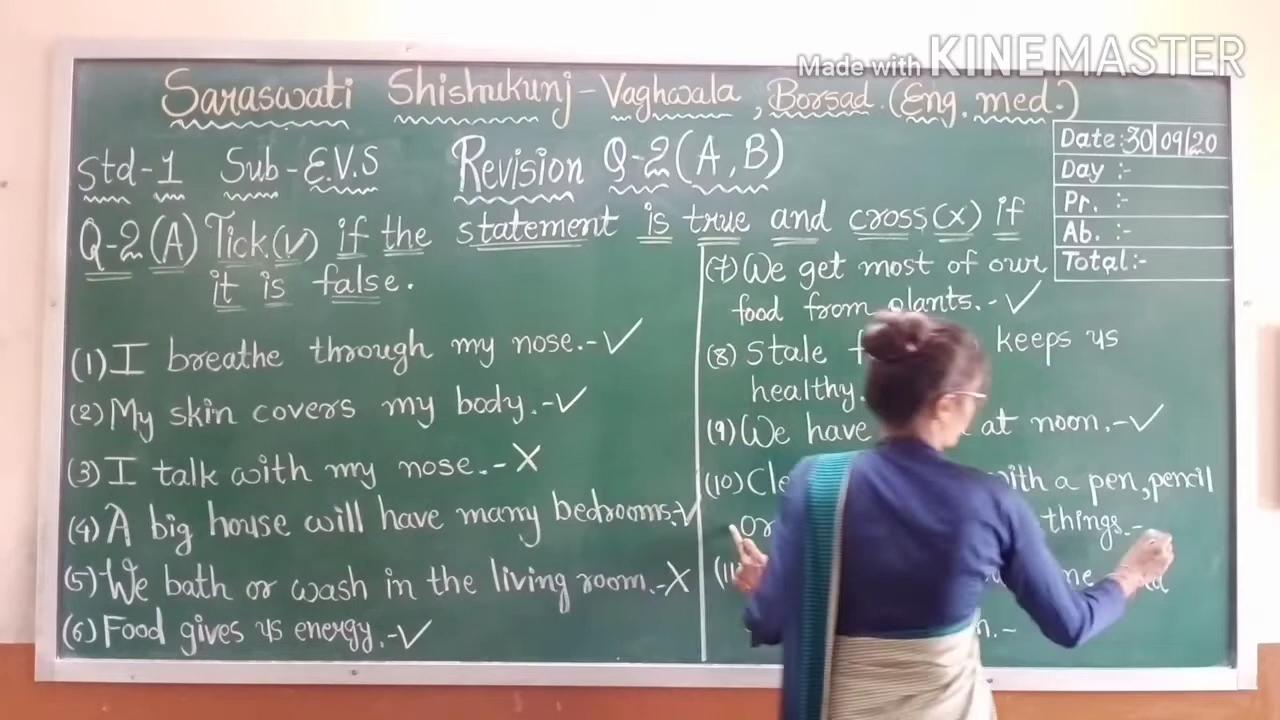 Made with KINEMASTER
Saraswati Shishukunj-Vaghwala, Borsad. (Eng. med.)
Std-1 Sub-E.V.S Revision Q-2(A,B)
Date:30|09|20
Day :-
Pr. :-
Ab. :-
Total:-
Q-2(A) Tick(✓) if the statement is true and cross(x) if
it is false.
(1) I breathe through my nose.-✓
(2) My skin covers my body.-✓
(3) I talk with my nose.-X
(4) A big house will have many bedrooms.-✓
(5) We bath or wash in the living room.-X
(6) Food gives us energy.-✓
(7) We get most of our
food from plants.-✓
(8) Stale keeps us
healthy.
(9) We have at noon.-✓
(10) with a pen, pencil
or things.-